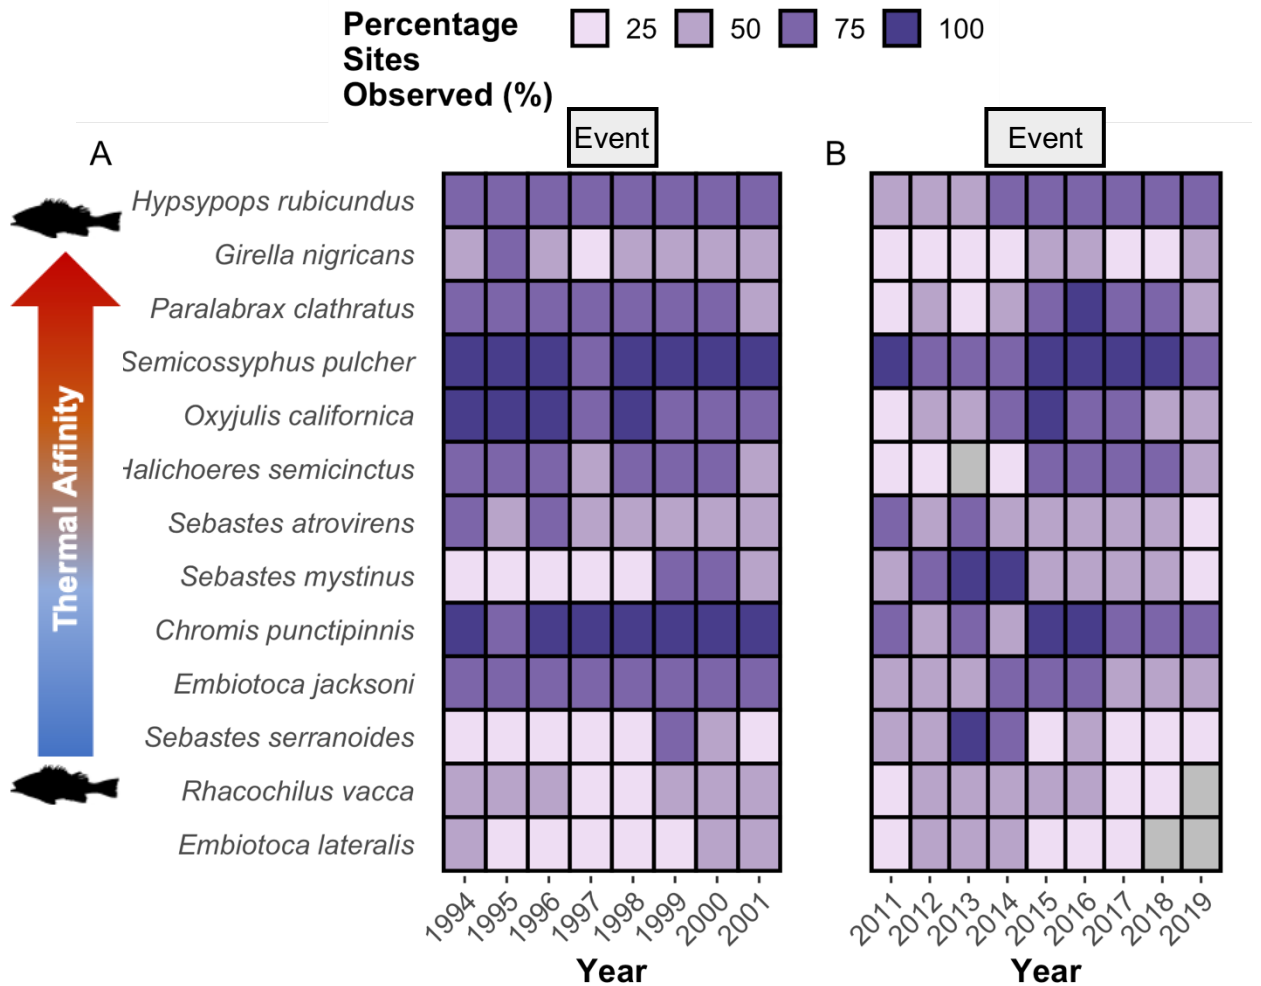 Percentage
Sites
Observed (%)
25 50 75 100
Event
Event
A
B
Hypsypops rubicundus
Girella nigricans
Paralabrax clathratus
Semicossyphus pulcher
Oxyjulis californica
Halichoeres semicinctus
Sebastes atrovirens
Sebastes mystinus
Chromis punctipinnis
Embiotoca jacksoni
Sebastes serranoides
Rhacochilus vacca
Embiotoca lateralis
Thermal Affinity
1994 1995 1996 1997 1998 1999 2000 2001
2011 2012 2013 2014 2015 2016 2017 2018 2019
Year
Year